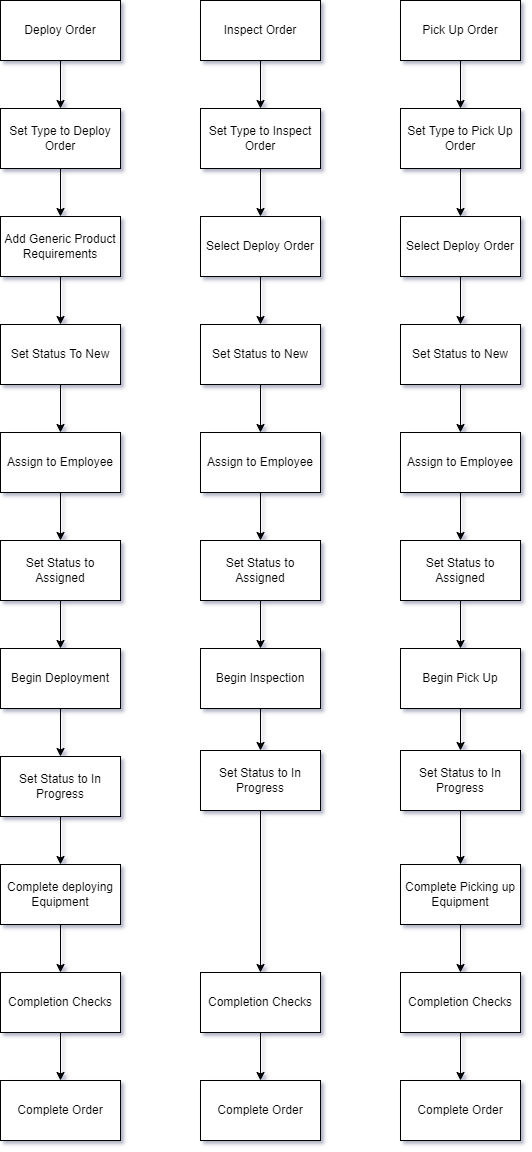 Deploy Order
Set Type to Deploy
Order
Add Generic Product
Requirements
Set Status To New
Assign to Employee
Set Status to
Assigned
Begin Deployment
Set Status to In
Progress
Complete deploying
Equipment
Completion Checks
Complete Order
Inspect Order
Set Type to Inspect
Order
Select Deploy Order
Set Status to New
Assign to Employee
Set Status to
Assigned
Begin Inspection
Set Status to In
Progress
Completion Checks
Complete Order
Pick Up Order
Set Type to Pick Up
Order
Select Deploy Order
Set Status to New
Assign to Employee
Set Status to
Assigned
Begin Pick Up
Set Status to In
Progress
Complete Picking up
Equipment
Completion Checks
Complete Order